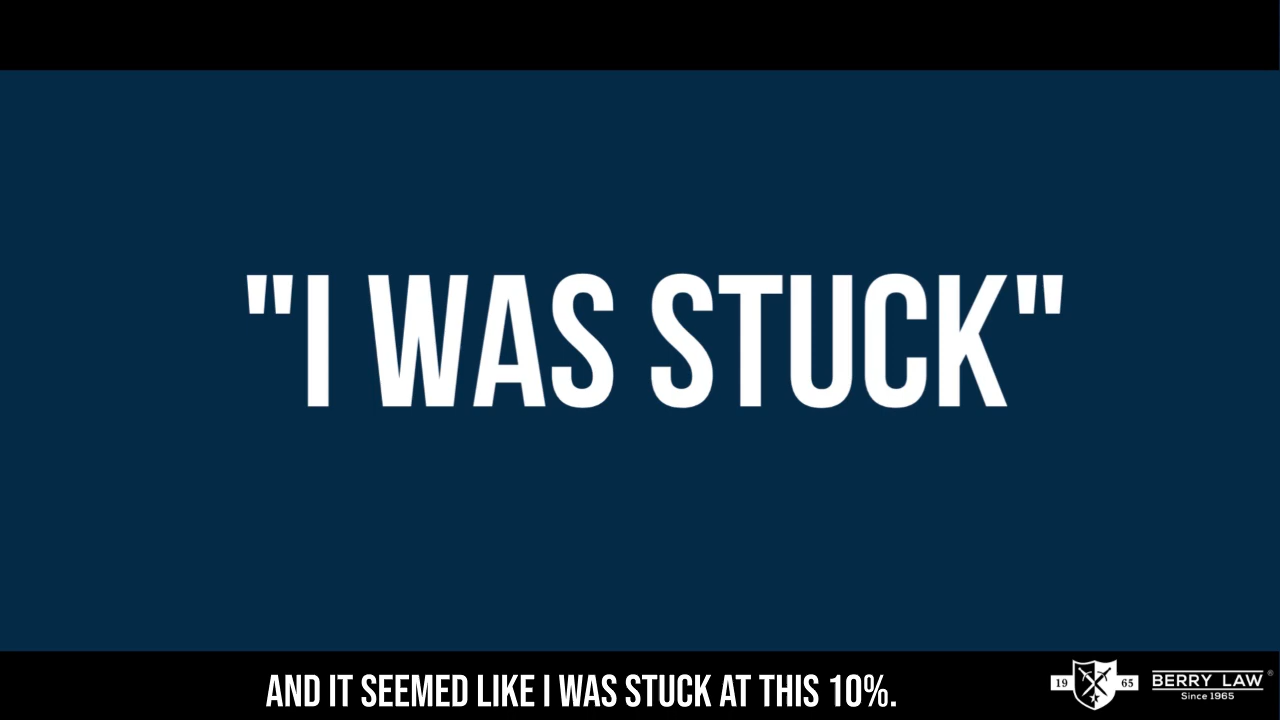 "I WAS STUCK"
AND IT SEEMED LIKE I WAS STUCK AT THIS 10%.
19 65
BERRY LAW®
Since 1965